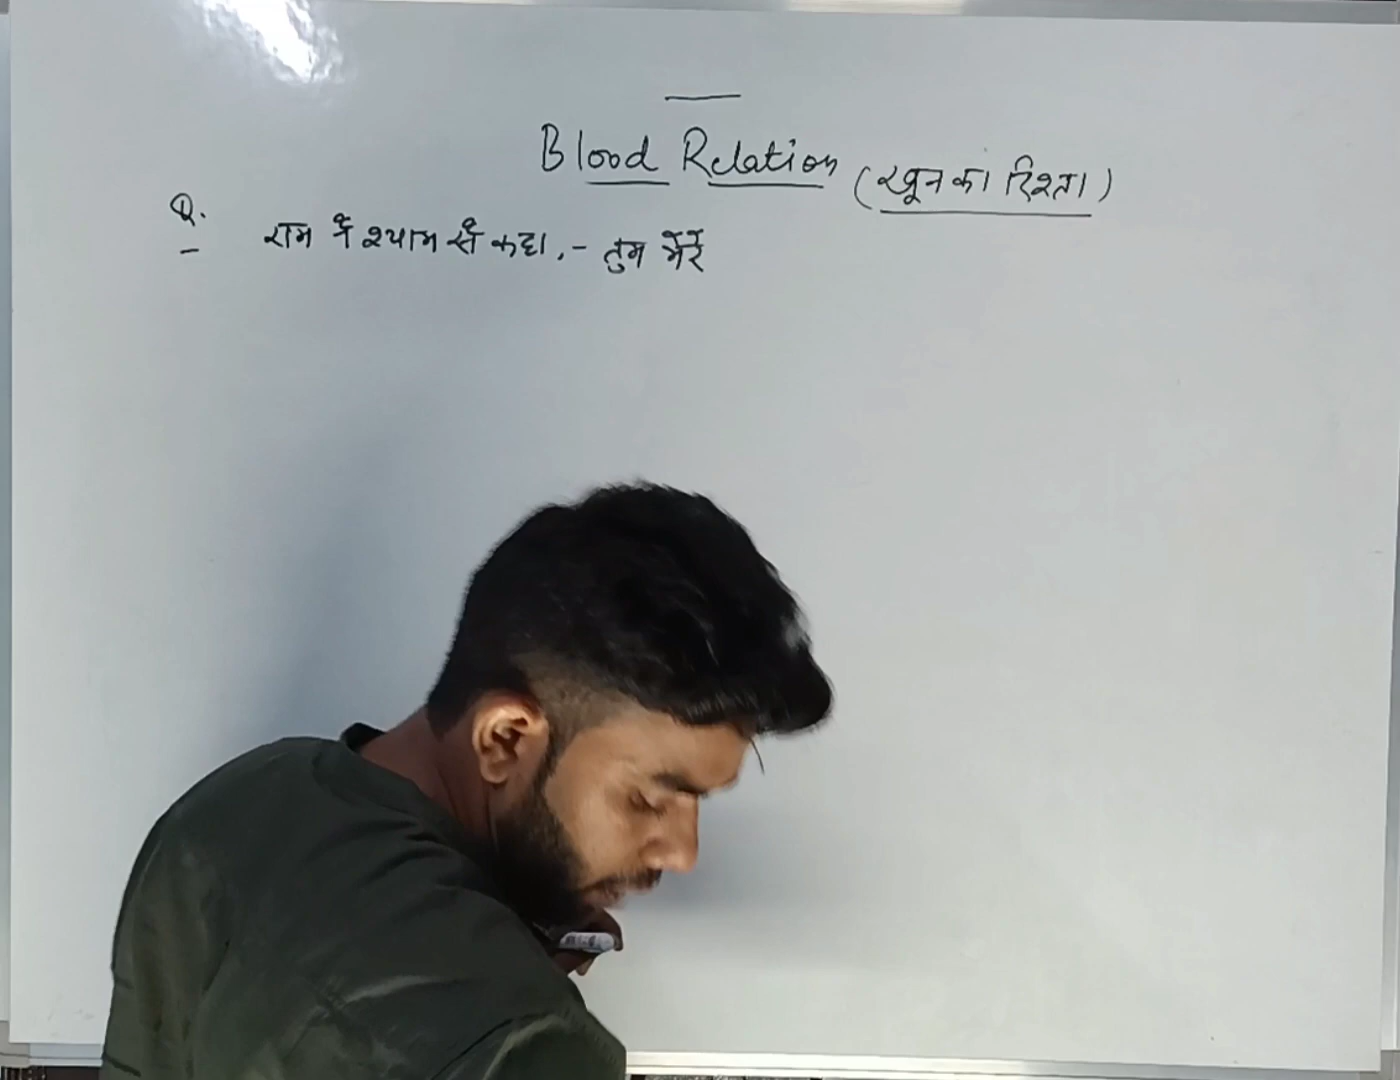 Blood Relation (खून का रिश्ता)
Q. राम ने श्याम से कहा,- तुम मेरे